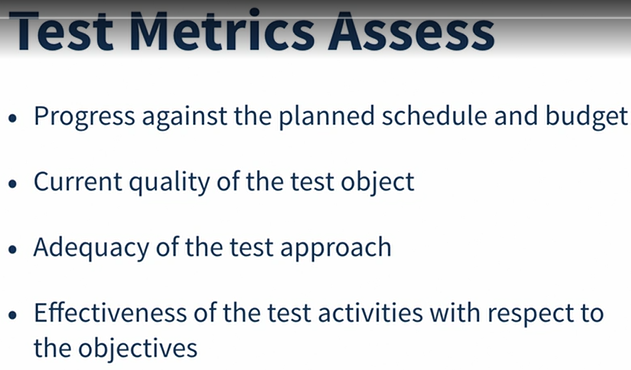 Test Metrics Assess
• Progress against the planned schedule and budget
• Current quality of the test object
• Adequacy of the test approach
• Effectiveness of the test activities with respect to
the objectives